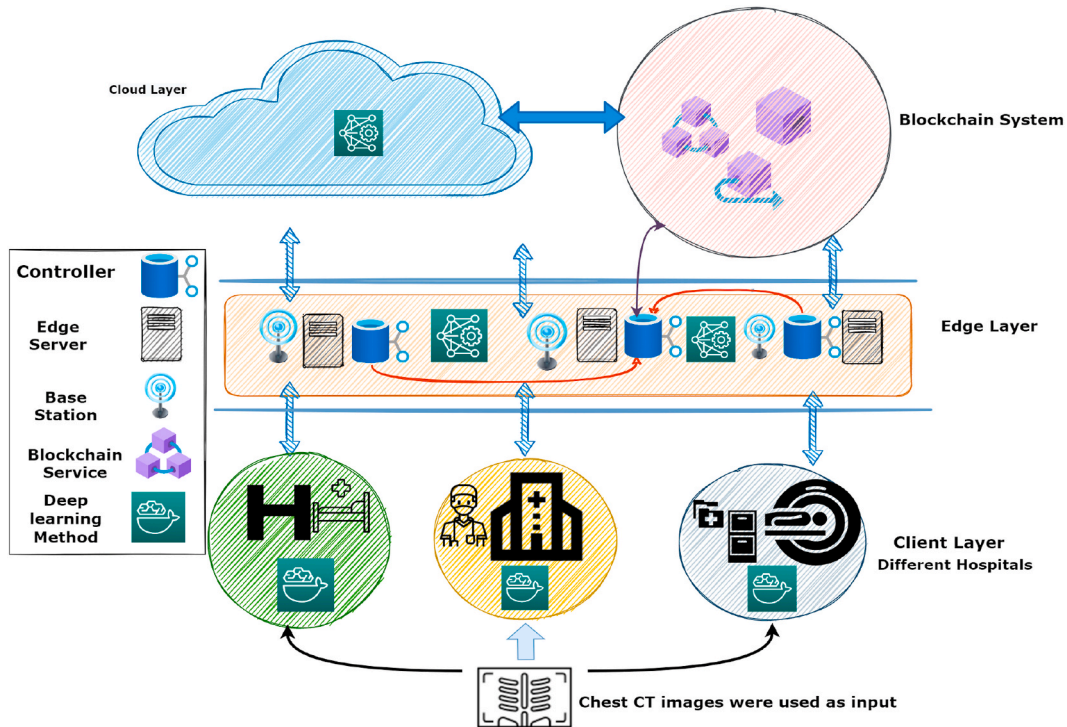 Cloud Layer
Blockchain System
Controller
Edge
Server
Base
Station
Blockchain
Service
Deep
learning
Method
Edge Layer
Client Layer
Different Hospitals
Chest CT images were used as input